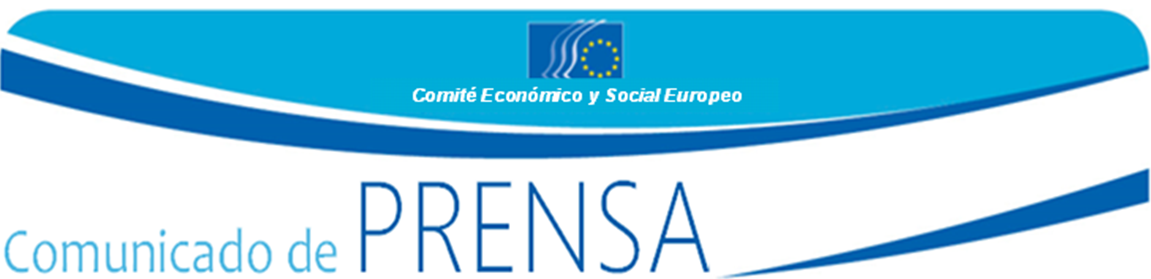 Comité Económico y Social Europeo
Comunicado de PRENSA